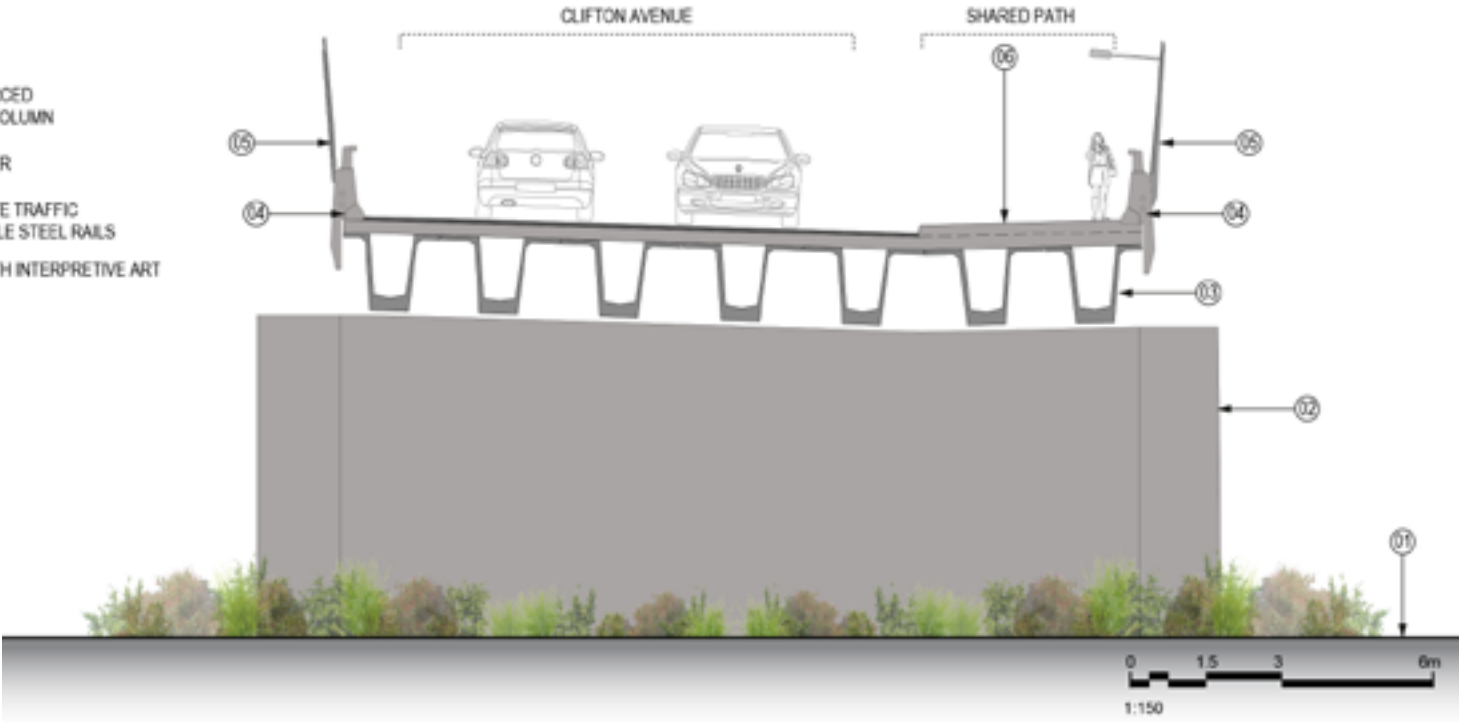 CLIFTON AVENUE
SHARED PATH
06
CED
OLUMN
05
05
R
E TRAFFIC
04
04
LE STEEL RAILS
H INTERPRETIVE ART
03
02
01
0 1.5 3 6m
1:150